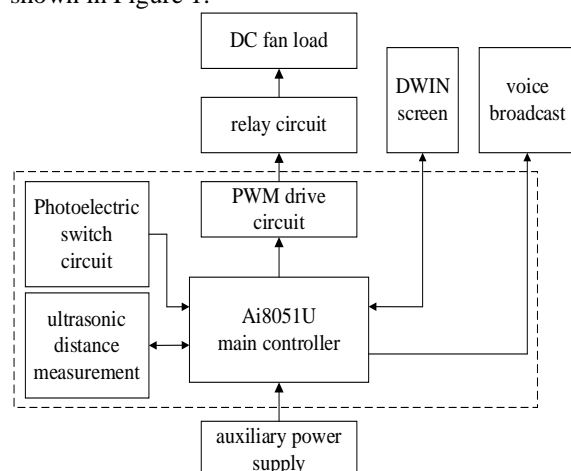 shown in Figure 1.
DC fan load
DWIN
screen
voice
broadcast
relay circuit
Photoelectric
switch
circuit
PWM drive
circuit
ultrasonic
distance
measurement
Ai8051U
main controller
auxiliary power
supply